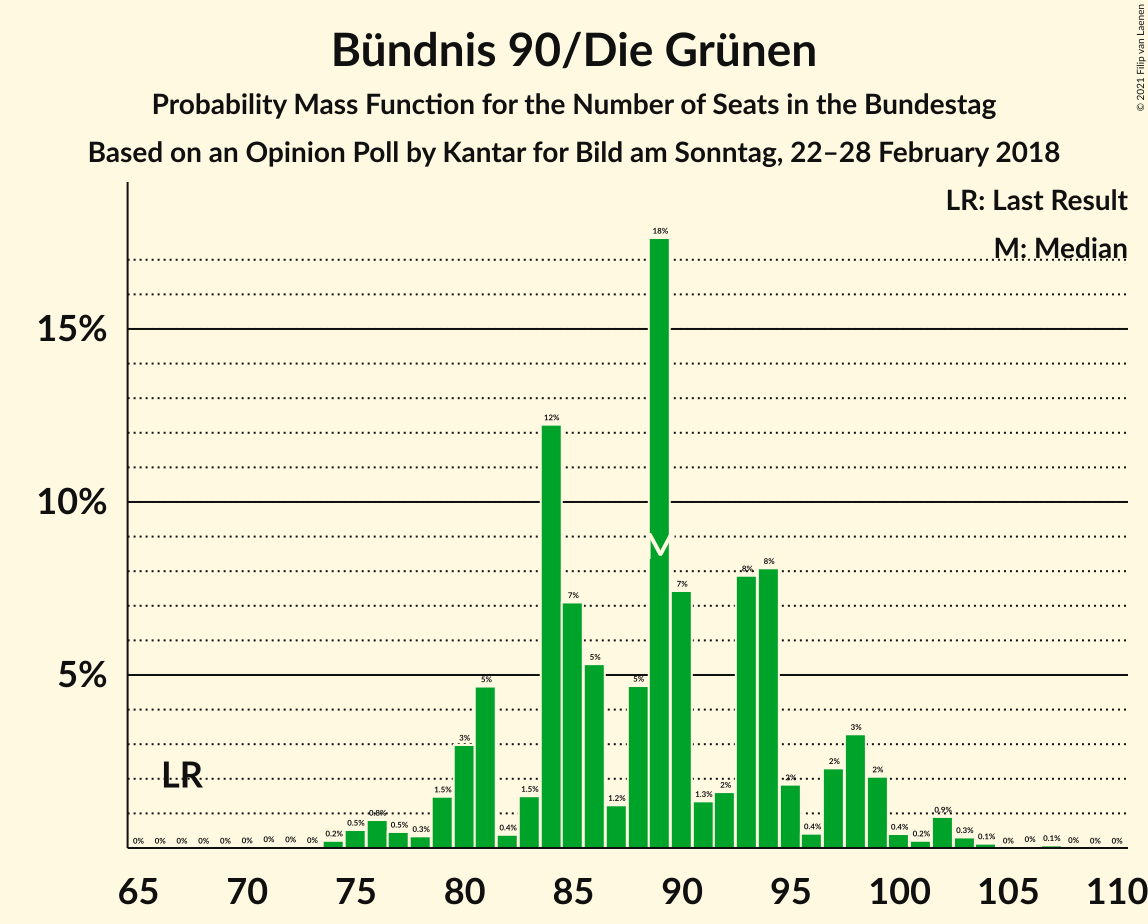 © 2021 Filip van Laenen
Bündnis 90/Die Grünen
Probability Mass Function for the Number of Seats in the Bundestag
Based on an Opinion Poll by Kantar for Bild am Sonntag, 22–28 February 2018
LR: Last Result
M: Median
15%
10%
5%
LR
M
0% 0% 0% 0% 0% 0% 0% 0% 0% 0.2% 0.5% 0.8% 0.5% 0.3% 1.5% 3% 5% 0.4% 1.5% 12% 7% 5% 1.2% 5% 18% 7% 1.3% 2% 8% 8% 2% 0.4% 2% 3% 2% 0.4% 0.2% 0.9% 0.3% 0.1% 0% 0% 0.1% 0% 0% 0%
65 70 75 80 85 90 95 100 105 110